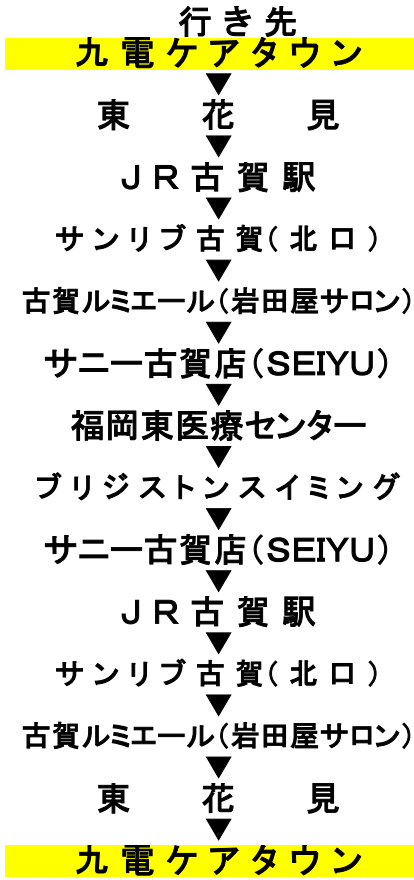 行き先
九電ケアタウン
▼
東花見
▼
JR古賀駅
▼
サンリブ古賀(北口)
▼
古賀ルミエール(岩田屋サロン)
▼
サニー古賀店(SEIYU)
▼
福岡東医療センター
▼
ブリジストンスイミング
▼
サニー古賀店(SEIYU)
▼
JR古賀駅
▼
サンリブ古賀(北口)
▼
古賀ルミエール(岩田屋サロン)
▼
東花見
▼
九電ケアタウン